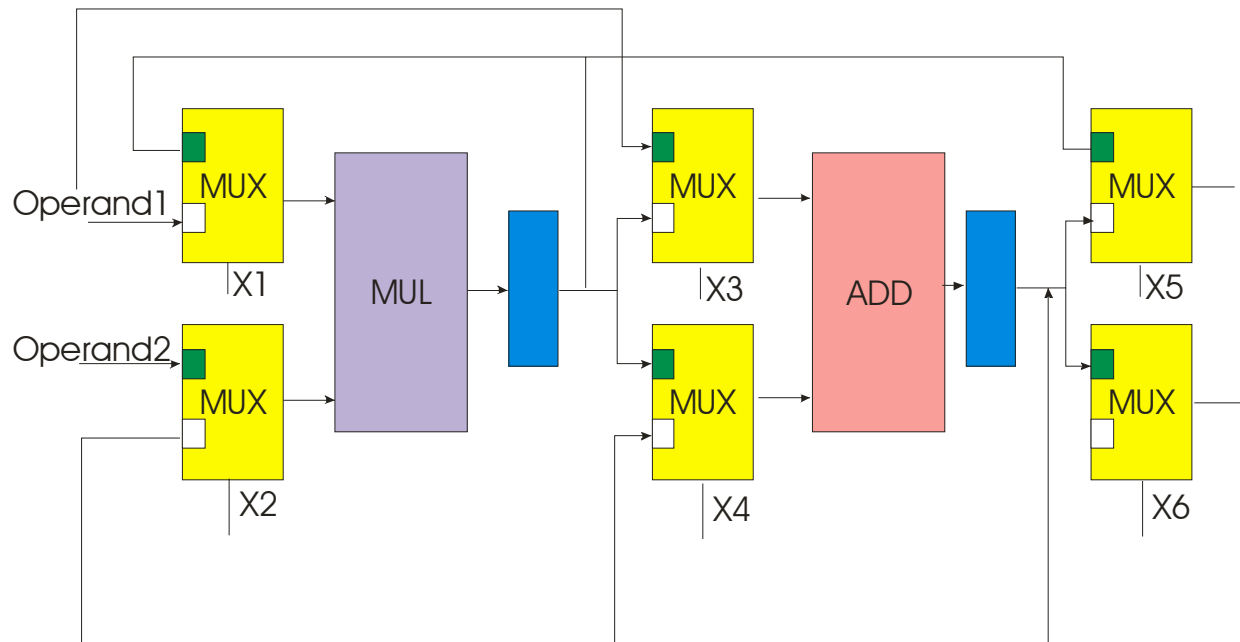 MUX
MUX
MUX
Operand1
X1
X3
X5
MUL
ADD
Operand2
MUX
MUX
MUX
X2
X4
X6